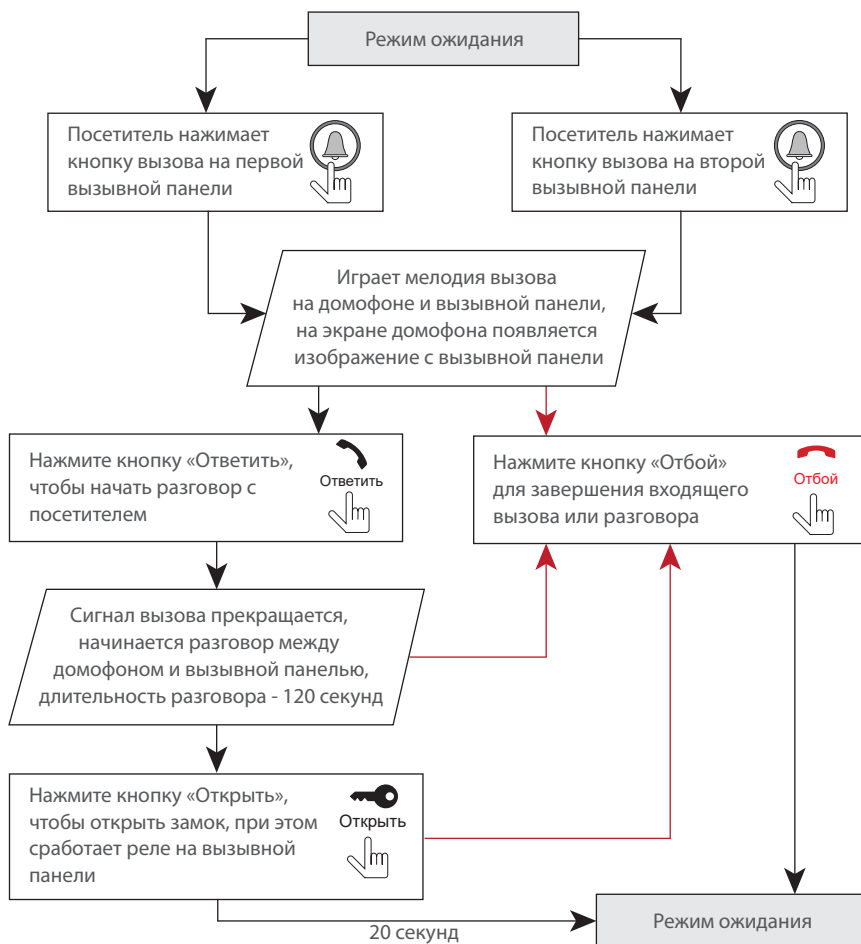 Режим ожидания
Посетитель нажимает
кнопку вызова на первой
вызывной панели
Посетитель нажимает
кнопку вызова на второй
вызывной панели
Играет мелодия вызова
на домофоне и вызывной панели,
на экране домофона появляется
изображение с вызывной панели
Нажмите кнопку «Ответить»,
чтобы начать разговор с
посетителем
Ответить
Нажмите кнопку «Отбой»
для завершения входящего
вызова или разговора
Отбой
Сигнал вызова прекращается,
начинается разговор между
домофоном и вызывной панелью,
длительность разговора - 120 секунд
Нажмите кнопку «Открыть»,
чтобы открыть замок, при этом
сработает реле на вызывной
панели
Открыть
20 секунд
Режим ожидания